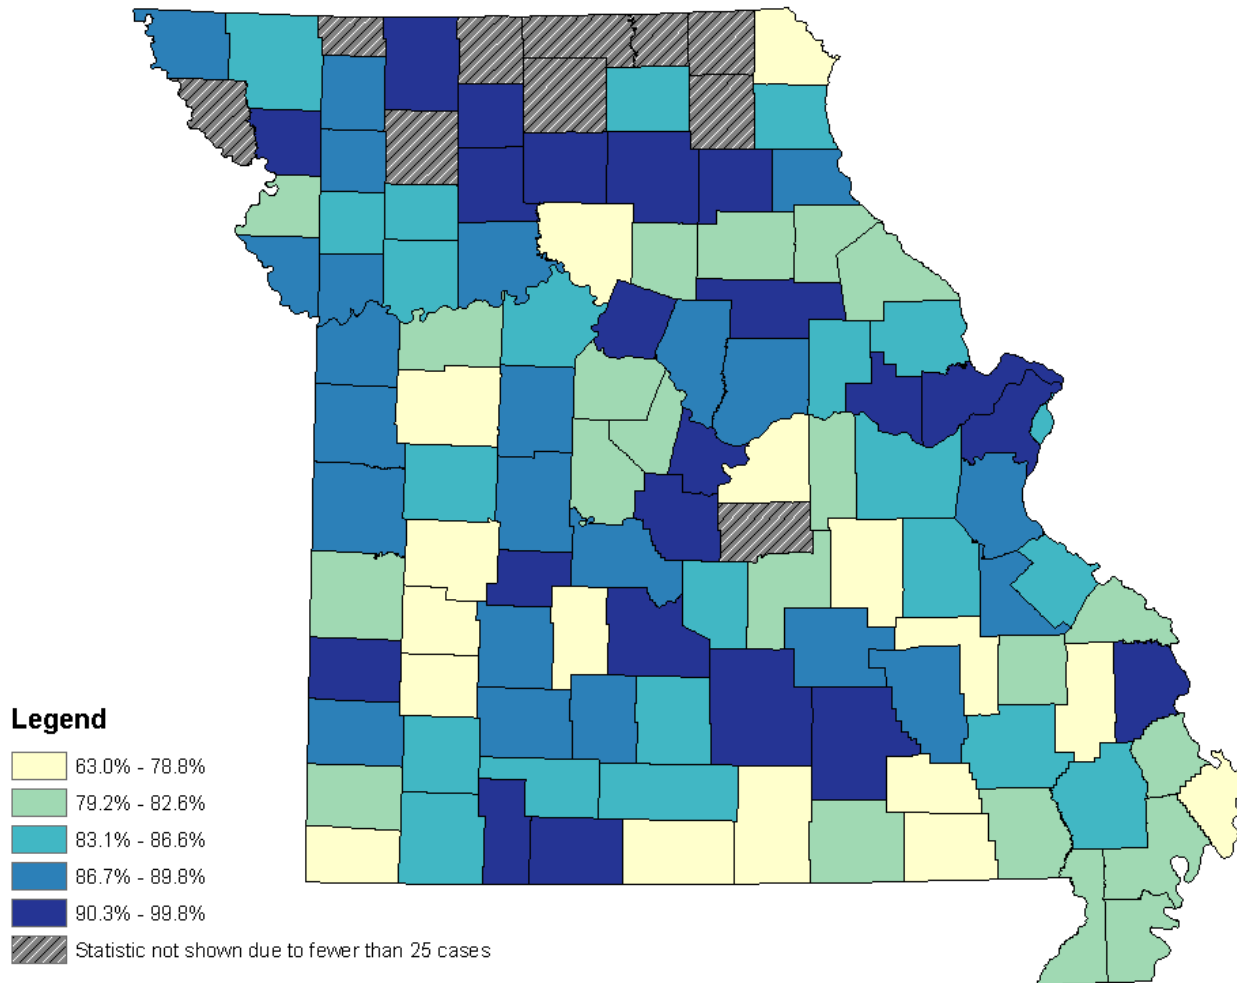 Legend
63.0% - 78.8%
79.2% - 82.6%
83.1% - 86.6%
86.7% - 89.8%
90.3% - 99.8%
Statistic not shown due to fewer than 25 cases